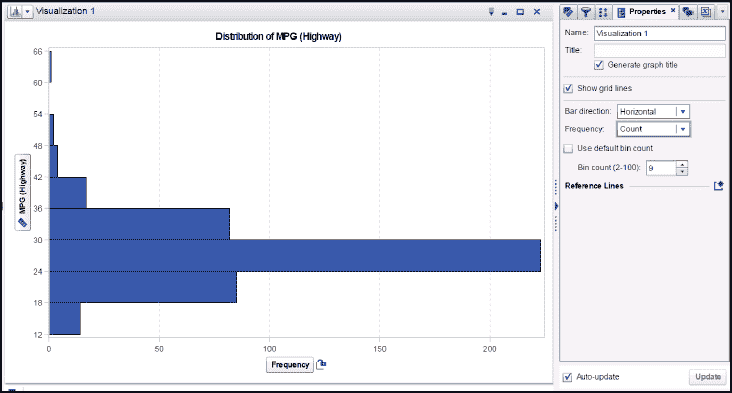 Visualization 1
Distribution of MPG (Highway)
66
60
54
48
42
36
30
24
18
12
MPG (Highway)
0 50 100 150 200
Frequency
Properties
Name: Visualization 1
Title:
Generate graph title
Show grid lines
Bar direction: Horizontal
Frequency: Count
Use default bin count
Bin count (2-100): 9
Reference Lines
Auto-update Update